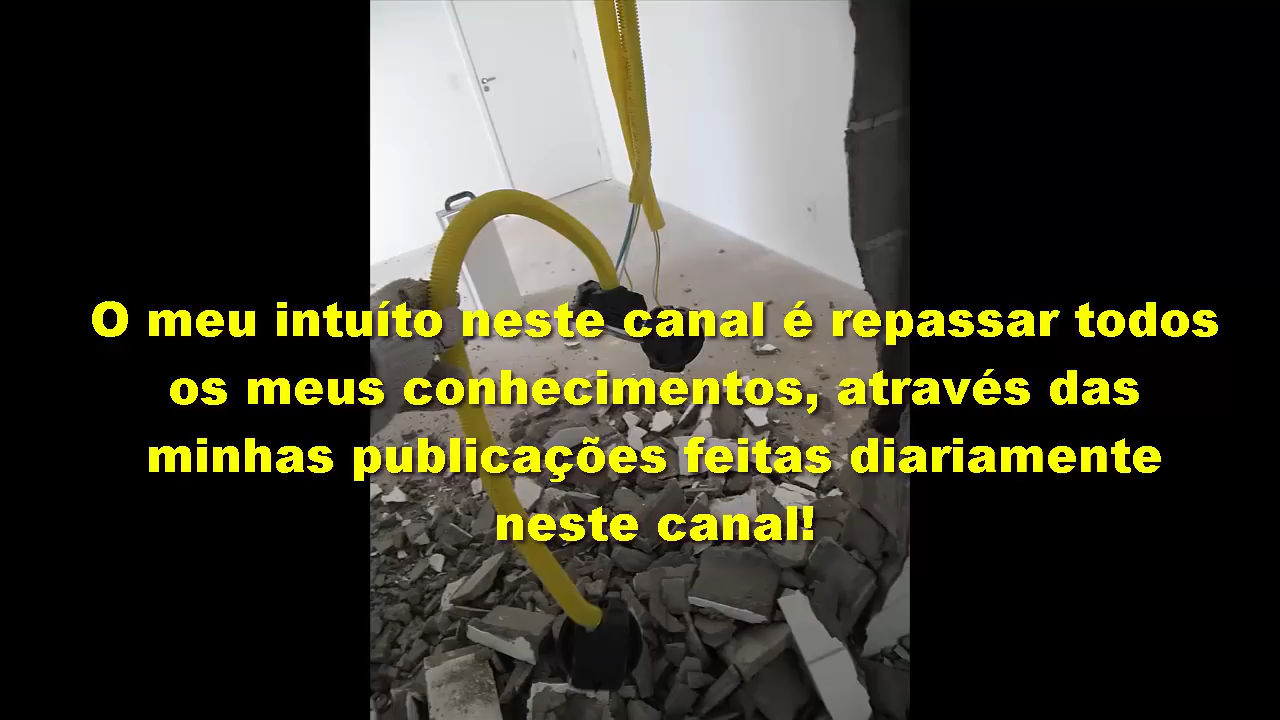 O meu intuíto neste canal é repassar todos
os meus conhecimentos, através das
minhas publicações feitas diariamente
neste canal!